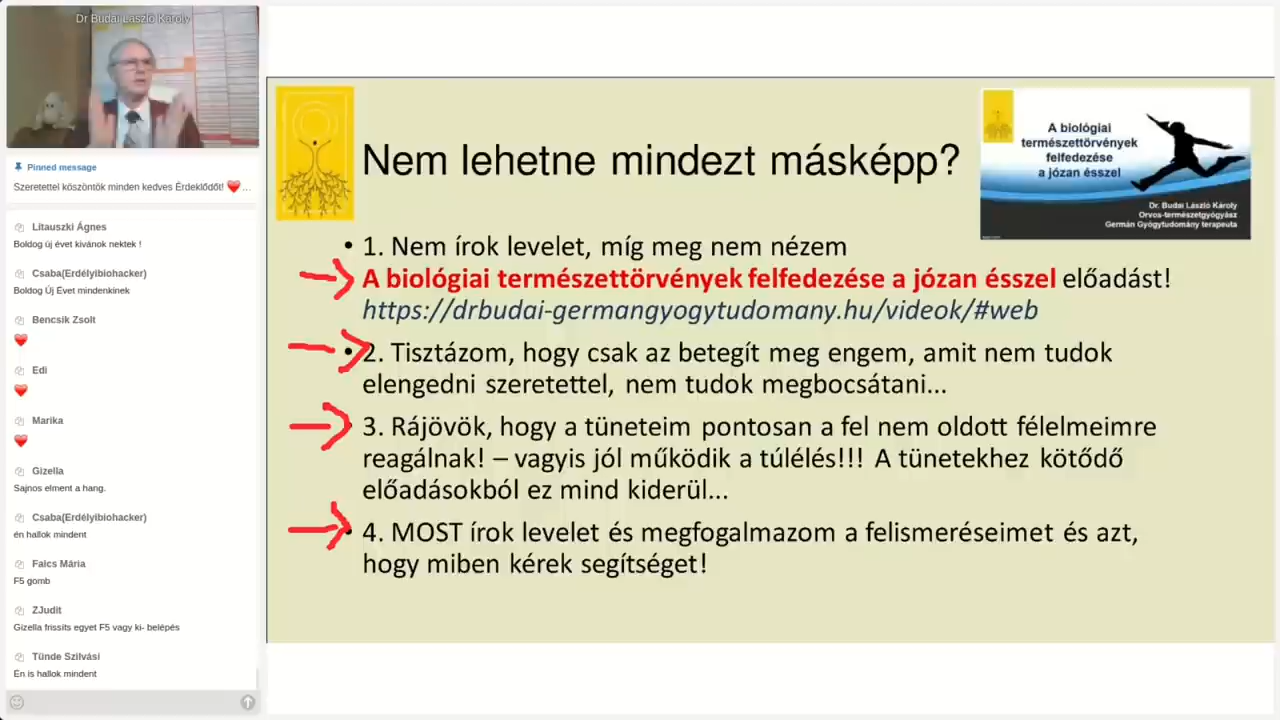 Dr Budai László Károly
Pinned message
Szeretettel köszöntök minden kedves Érdeklődőt! ❤️ ...
Litauszki Ágnes
Boldog új évet kivánok nektek !
Csaba(Erdélyibiohacker)
Boldog Új Évet mindenkinek
Bencsik Zsolt
❤️
Edi
❤️
Marika
❤️
Gizella
Sajnos elment a hang.
Csaba(Erdélyibiohacker)
én hallok mindent
Falcs Mária
F5 gomb
ZJudit
Gizella frissits egyet F5 vagy ki- belépés
Tünde Szilvási
Én is hallok mindent
Nem lehetne mindezt másképp?
A biológiai
természettörvények
felfedezése
a józan ésszel
Dr. Budai László Károly
Orvos-természetgyógyász
Germán Gyógytudomány terapeuta
• 1. Nem írok levelet, míg meg nem nézem
A biológiai természettörvények felfedezése a józan ésszel előadást!
https://drbudai-germangyogytudomany.hu/videok/#web
• 2. Tisztázom, hogy csak az betegít meg engem, amit nem tudok
elengedni szeretettel, nem tudok megbocsátani...
• 3. Rájövök, hogy a tüneteim pontosan a fel nem oldott félelmeimre
reagálnak! – vagyis jól működik a túlélés!!! A tünetekhez kötődő
előadásokból ez mind kiderül...
• 4. MOST írok levelet és megfogalmazom a felismeréseimet és azt,
hogy miben kérek segítséget!